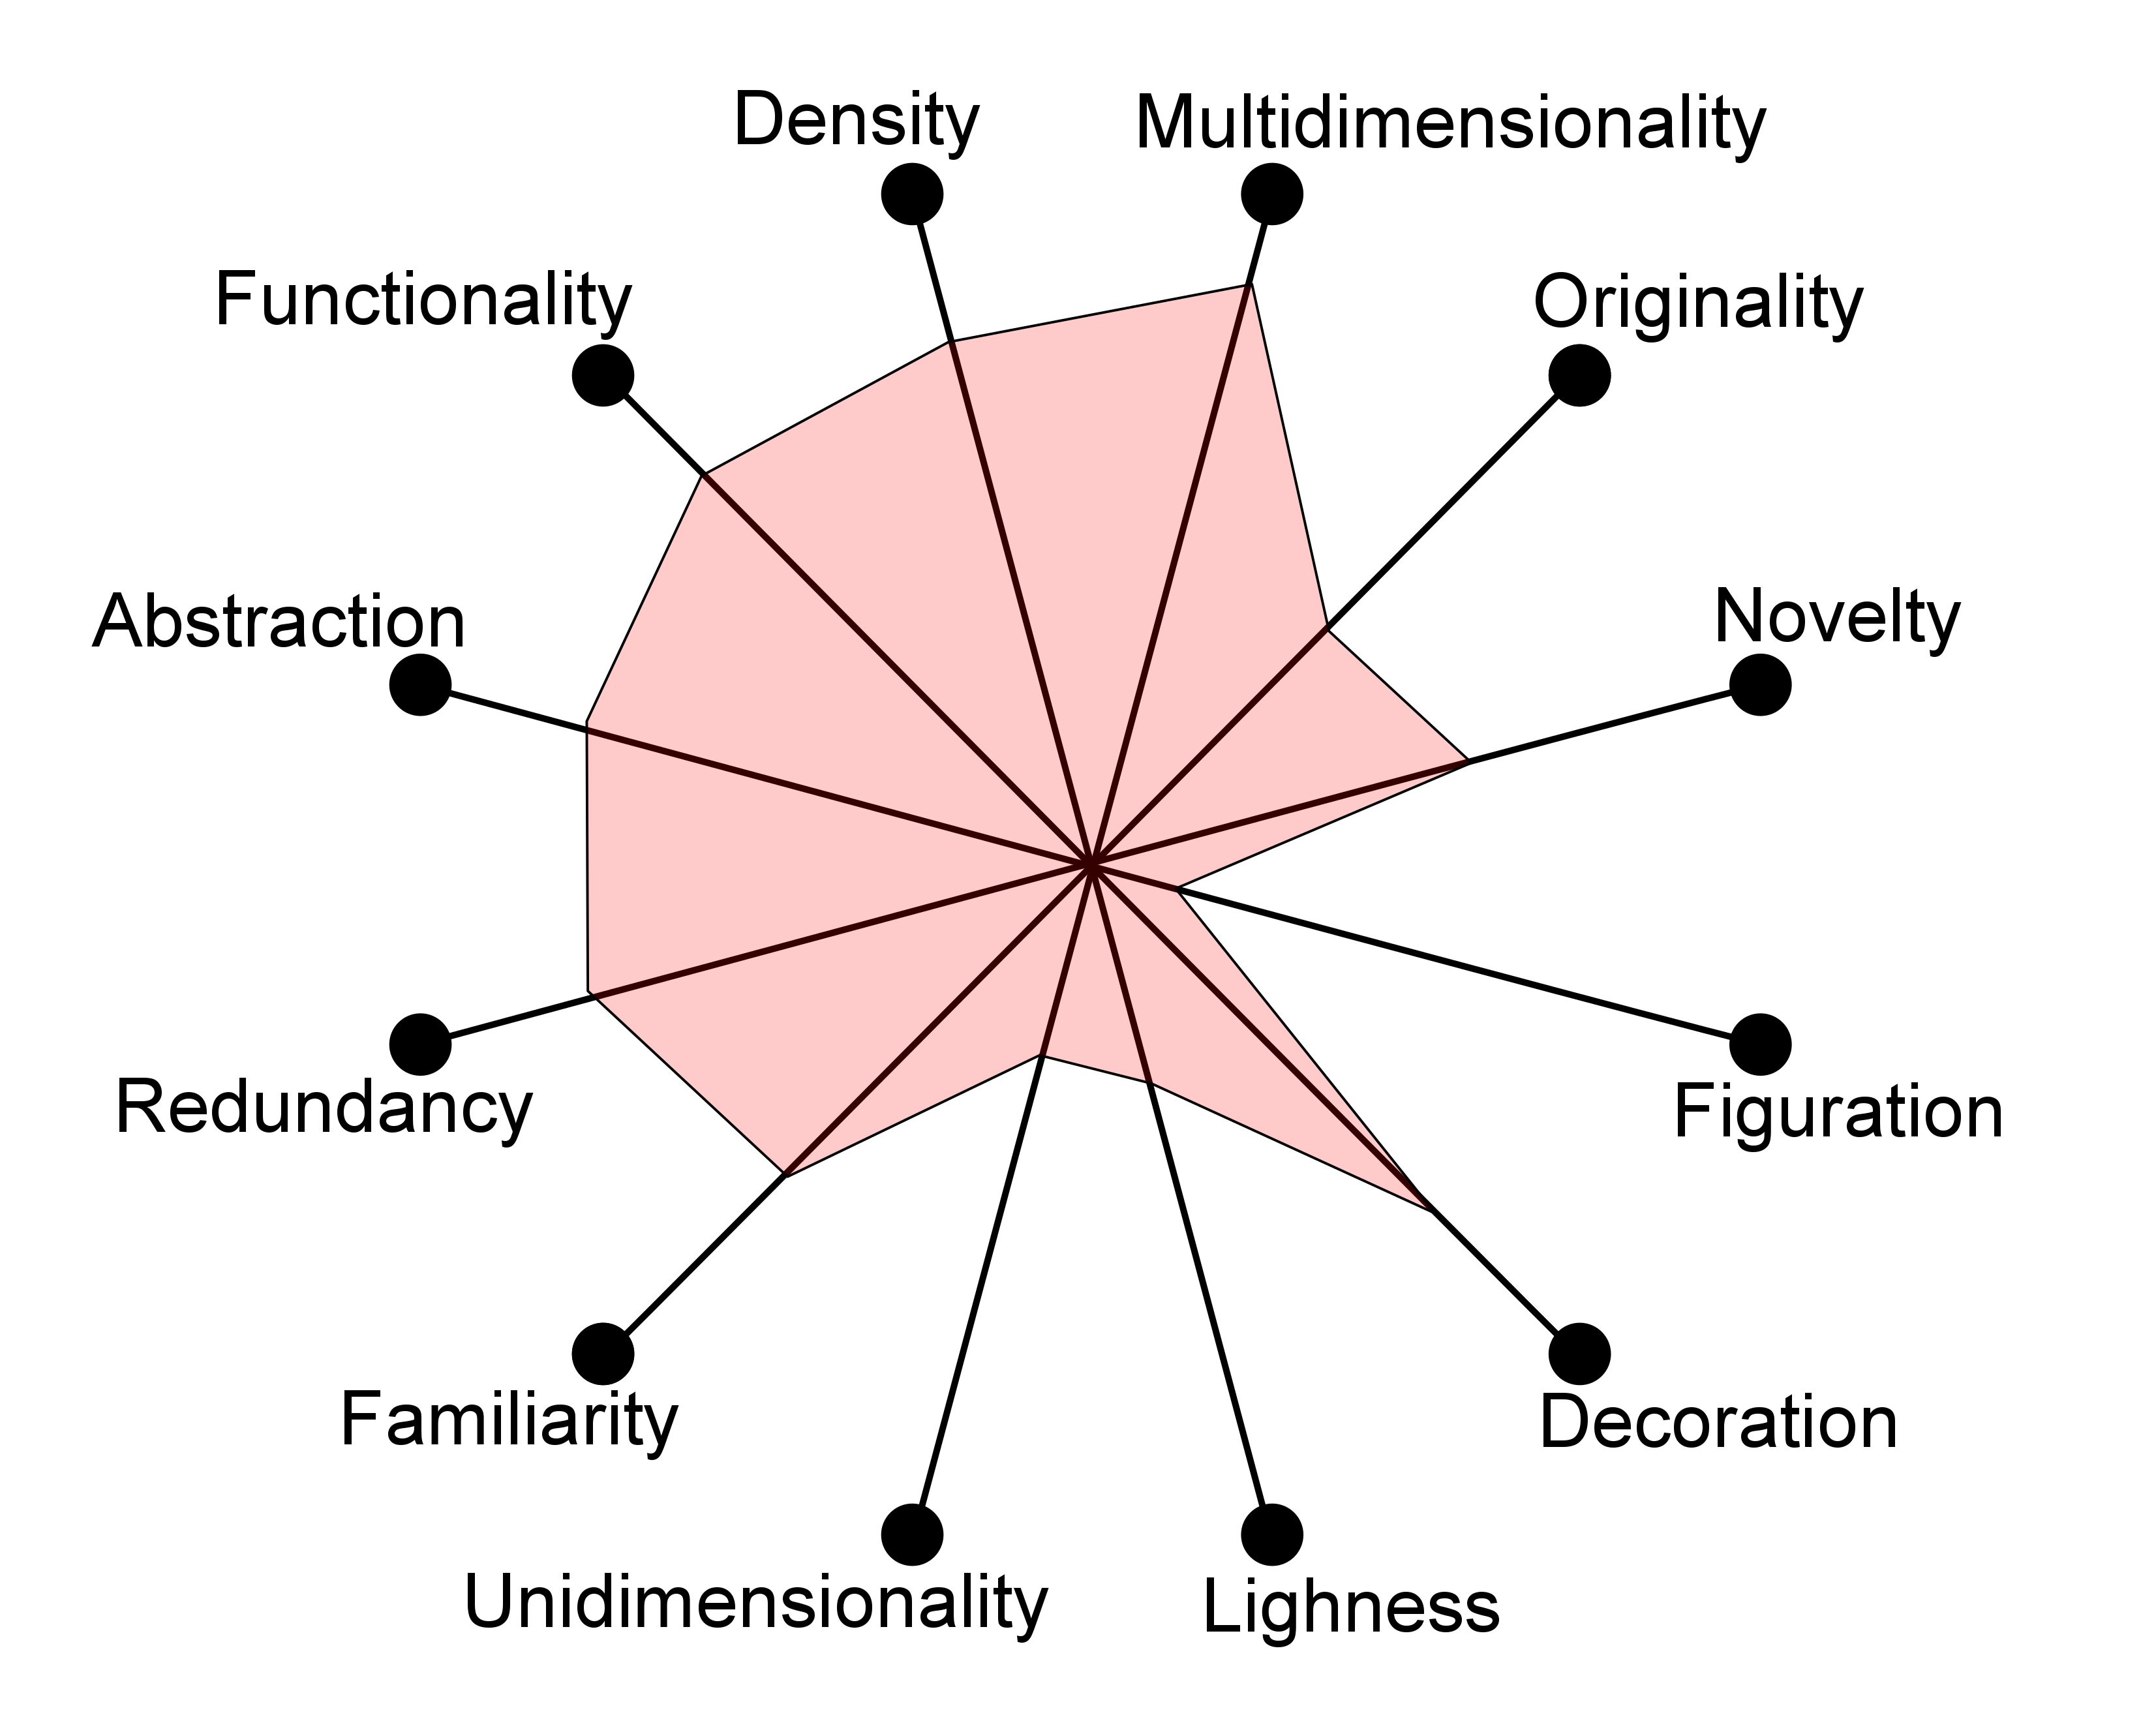 Density
Multidimensionality
Functionality
Originality
Abstraction
Novelty
Redundancy
Figuration
Familiarity
Decoration
Unidimensionality
Lighness